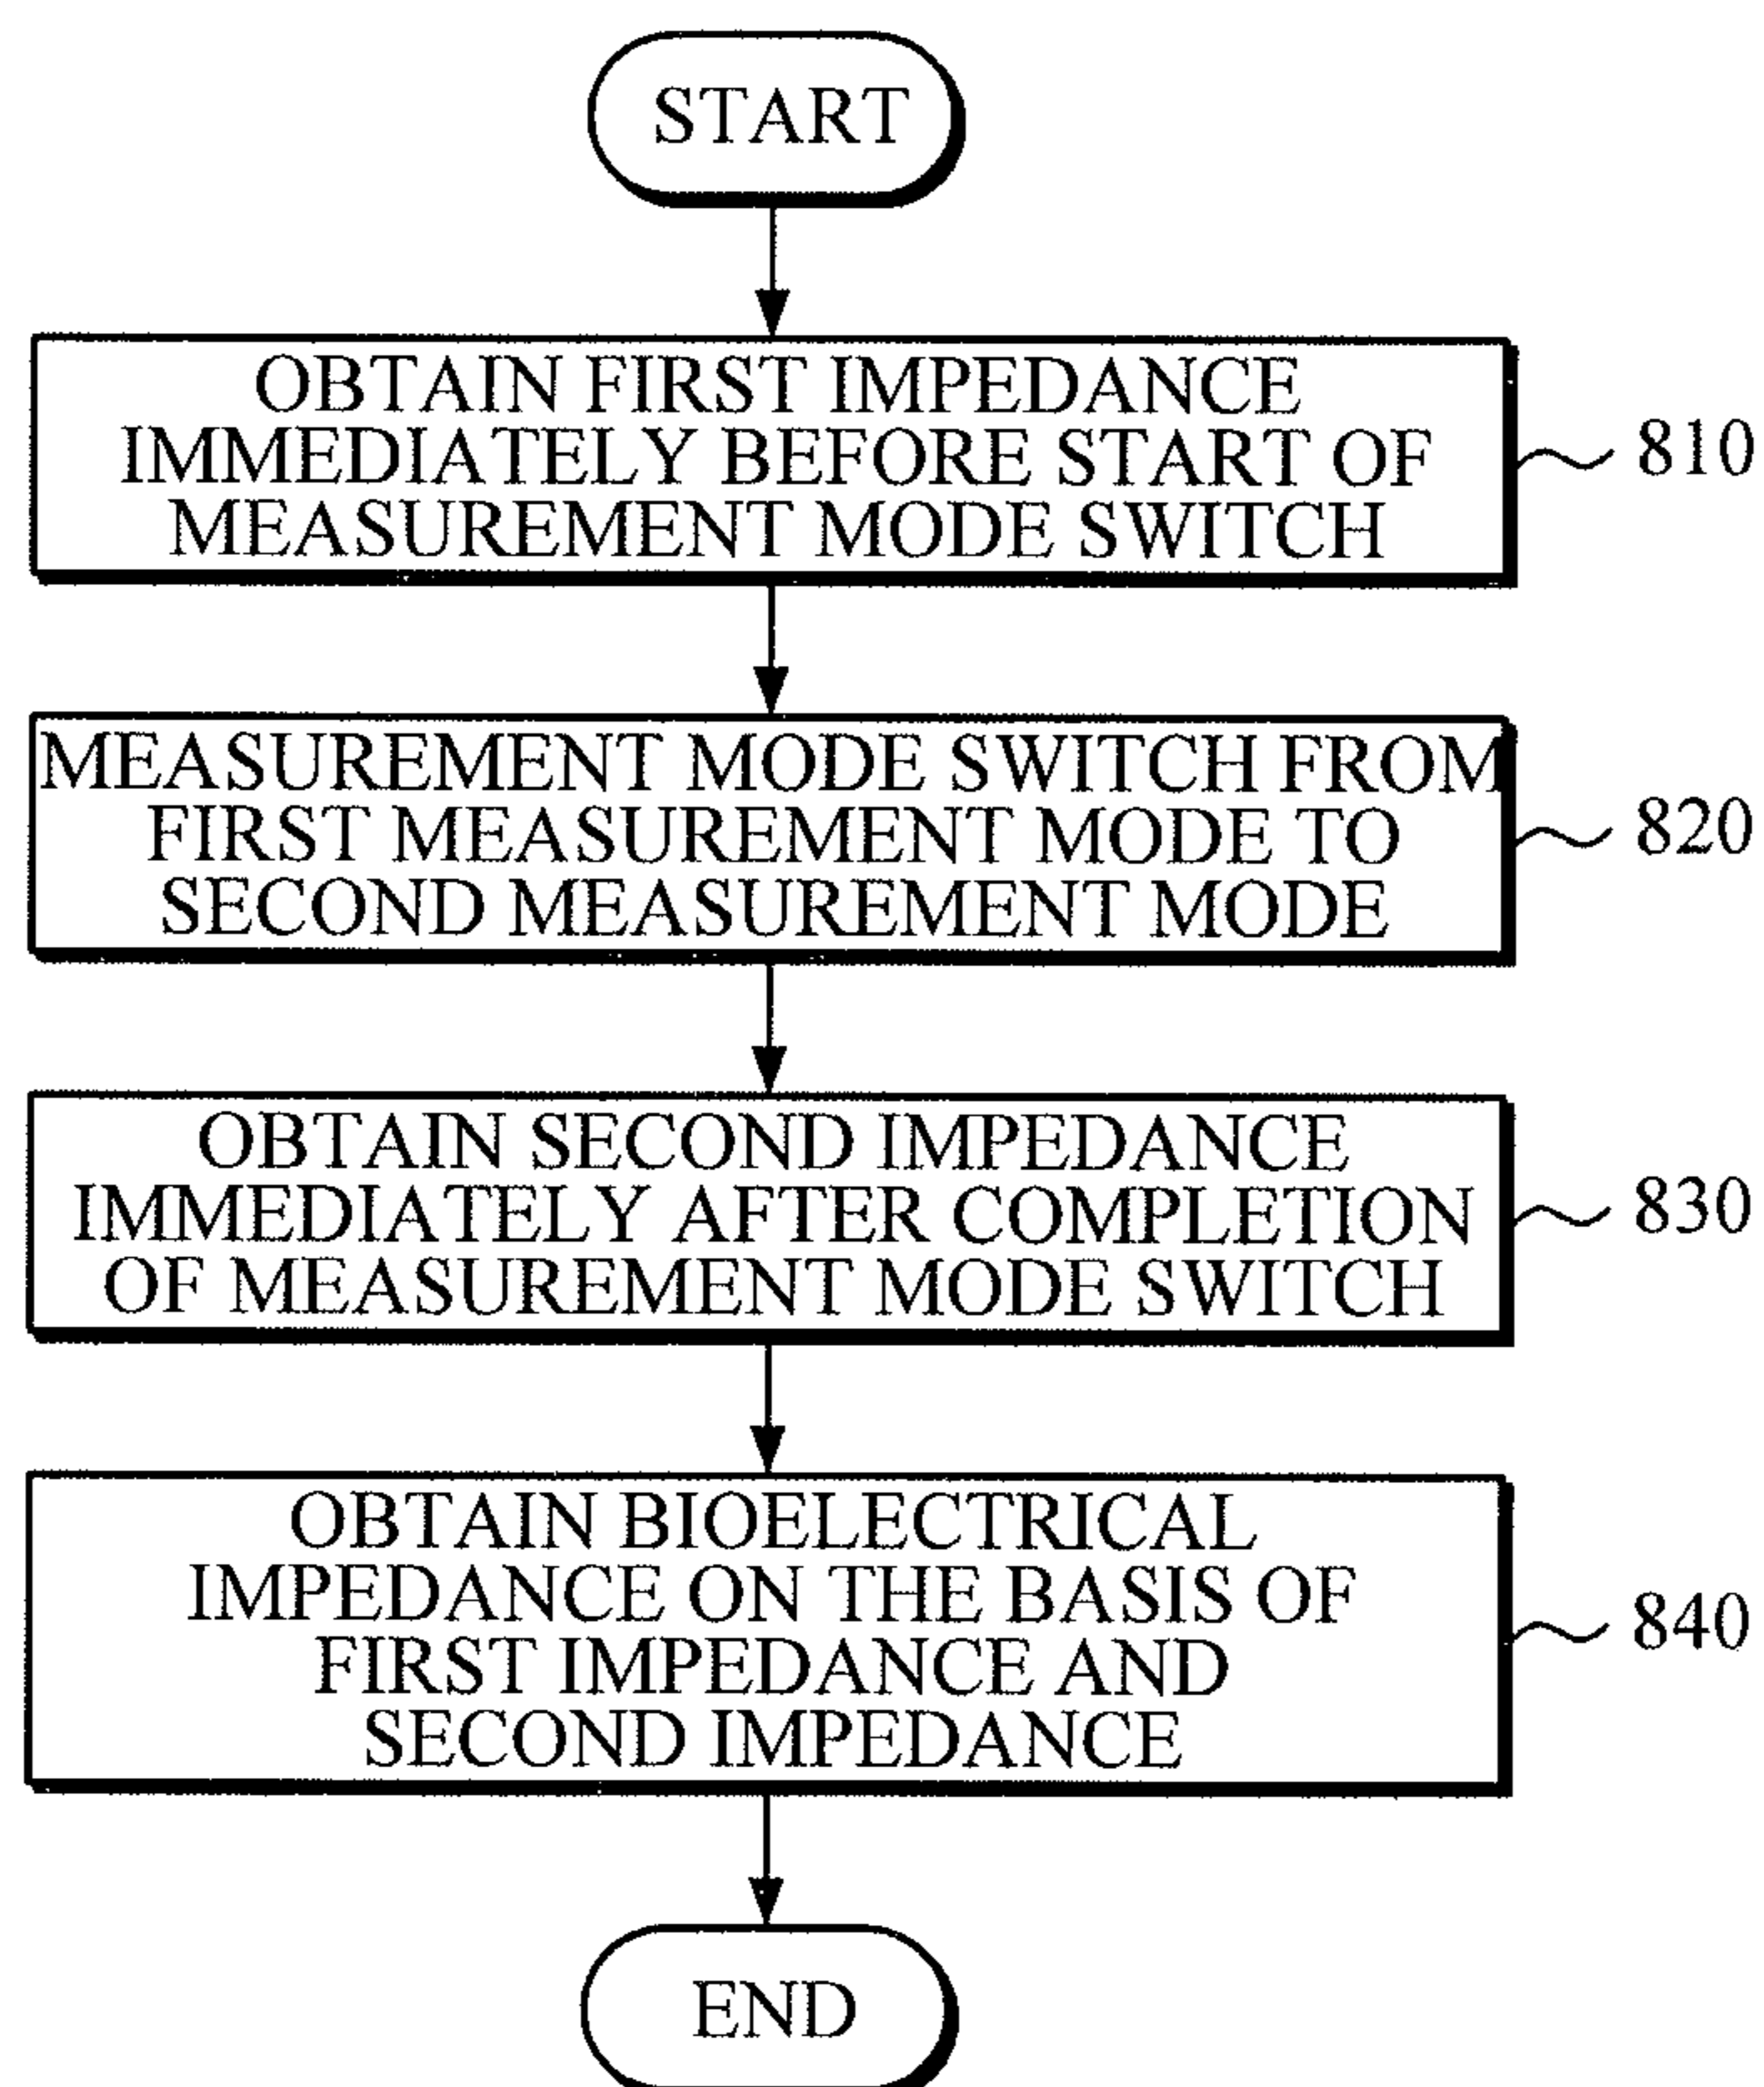 START
OBTAIN FIRST IMPEDANCE
IMMEDIATELY BEFORE START OF
MEASUREMENT MODE SWITCH
810
MEASUREMENT MODE SWITCH FROM
FIRST MEASUREMENT MODE TO
SECOND MEASUREMENT MODE
820
OBTAIN SECOND IMPEDANCE
IMMEDIATELY AFTER COMPLETION
OF MEASUREMENT MODE SWITCH
830
OBTAIN BIOELECTRICAL
IMPEDANCE ON THE BASIS OF
FIRST IMPEDANCE AND
SECOND IMPEDANCE
840
END